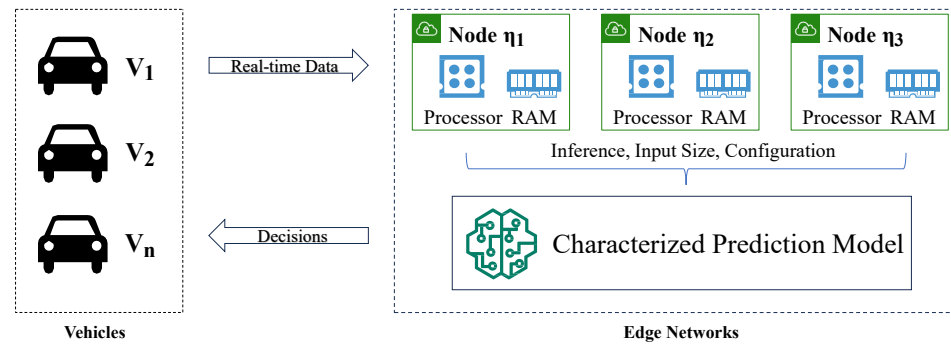 V1
V2
Vn
Vehicles
Real-time Data
Decisions
Node η1
Processor RAM
Node η2
Processor RAM
Node η3
Processor RAM
Inference, Input Size, Configuration
Characterized Prediction Model
Edge Networks